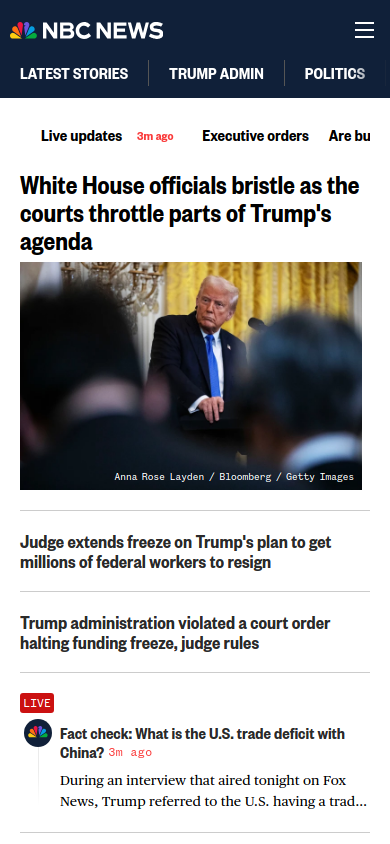 NBC NEWS
LATEST STORIES
TRUMP ADMIN
POLITICS
Live updates 3m ago Executive orders Are bu
White House officials bristle as the
courts throttle parts of Trump's
agenda
Anna Rose Layden / Bloomberg / Getty Images
Judge extends freeze on Trump's plan to get
millions of federal workers to resign
Trump administration violated a court order
halting funding freeze, judge rules
LIVE
Fact check: What is the U.S. trade deficit with
China? 3m ago
During an interview that aired tonight on Fox
News, Trump referred to the U.S. having a trad...